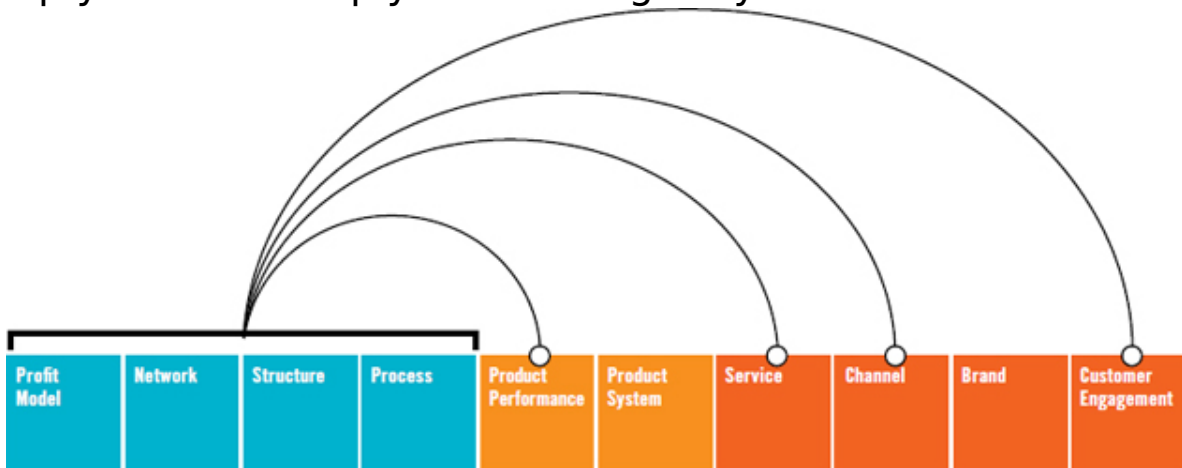 Profit
Model
Network
Structure
Process
Product
Performance
Product
System
Service
Channel
Brand
Customer
Engagement